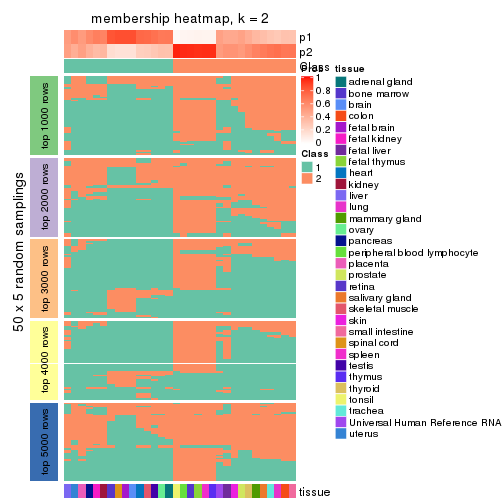 membership heatmap, k = 2
p1
p2
Class
Prob
1
0.8
0.6
0.4
0.2
0
Class
1
2
tissue
adrenal gland
bone marrow
brain
colon
fetal brain
fetal kidney
fetal liver
fetal thymus
heart
kidney
liver
lung
mammary gland
ovary
pancreas
peripheral blood lymphocyte
placenta
prostate
retina
salivary gland
skeletal muscle
skin
small intestine
spinal cord
spleen
testis
thymus
thyroid
tonsil
trachea
Universal Human Reference RNA
uterus
50 x 5 random samplings
top 1000 rows
top 2000 rows
top 3000 rows
top 4000 rows
top 5000 rows
tissue